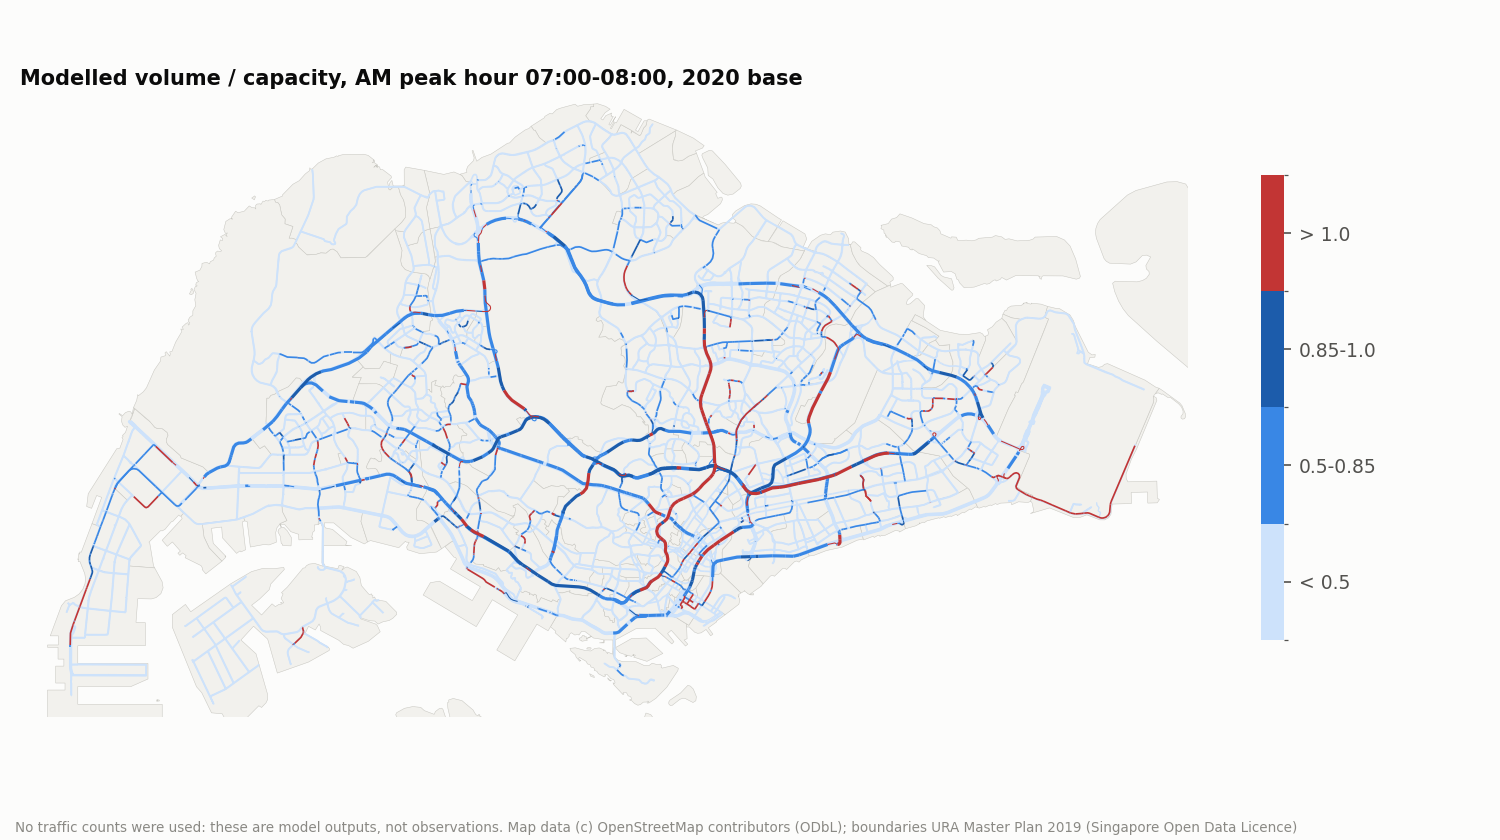 Modelled volume / capacity, AM peak hour 07:00-08:00, 2020 base
> 1.0
0.85-1.0
0.5-0.85
< 0.5
No traffic counts were used: these are model outputs, not observations. Map data (c) OpenStreetMap contributors (ODbL); boundaries URA Master Plan 2019 (Singapore Open Data Licence)